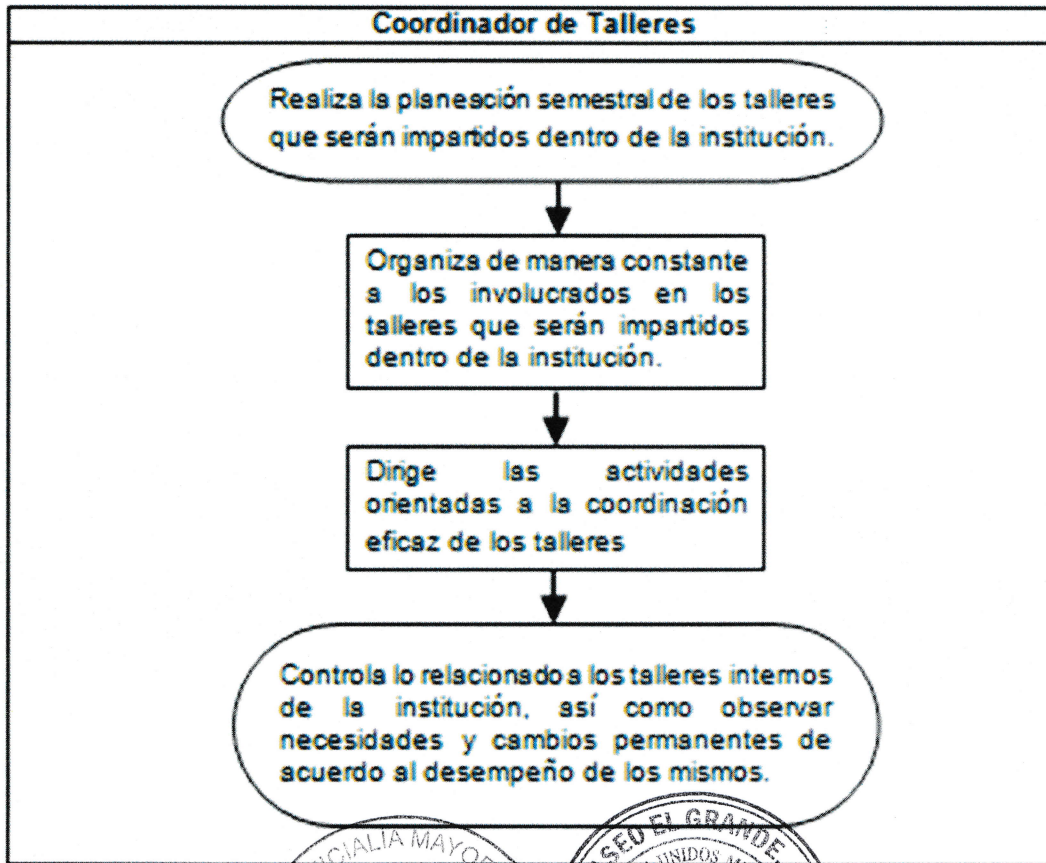 Coordinador de Talleres
Realiza la planeación semestral de los talleres
que serán impartidos dentro de la institución.
Organiza de manera constante
a los involucrados en los
talleres que serán impartidos
dentro de la institución.
Dirige las actividades
orientadas a la coordinación
eficaz de los talleres
Controla lo relacionado a los talleres internos
de la institución, así como observar
necesidades y cambios permanentes de
acuerdo al desempeño de los mismos.
EL GRANDE,
UNIDOS